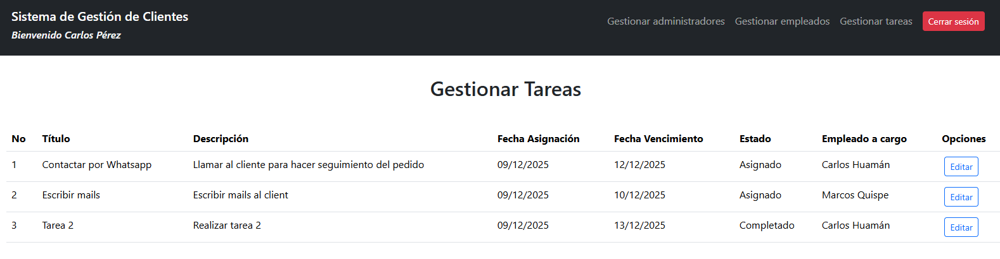 Sistema de Gestión de Clientes
Bienvenido Carlos Pérez
Gestionar administradores Gestionar empleados Gestionar tareas Cerrar sesión
Gestionar Tareas
No Título Descripción Fecha Asignación Fecha Vencimiento Estado Empleado a cargo Opciones
1 Contactar por Whatsapp Llamar al cliente para hacer seguimiento del pedido 09/12/2025 12/12/2025 Asignado Carlos Huamán Editar
2 Escribir mails Escribir mails al client 09/12/2025 10/12/2025 Asignado Marcos Quispe Editar
3 Tarea 2 Realizar tarea 2 09/12/2025 13/12/2025 Completado Carlos Huamán Editar